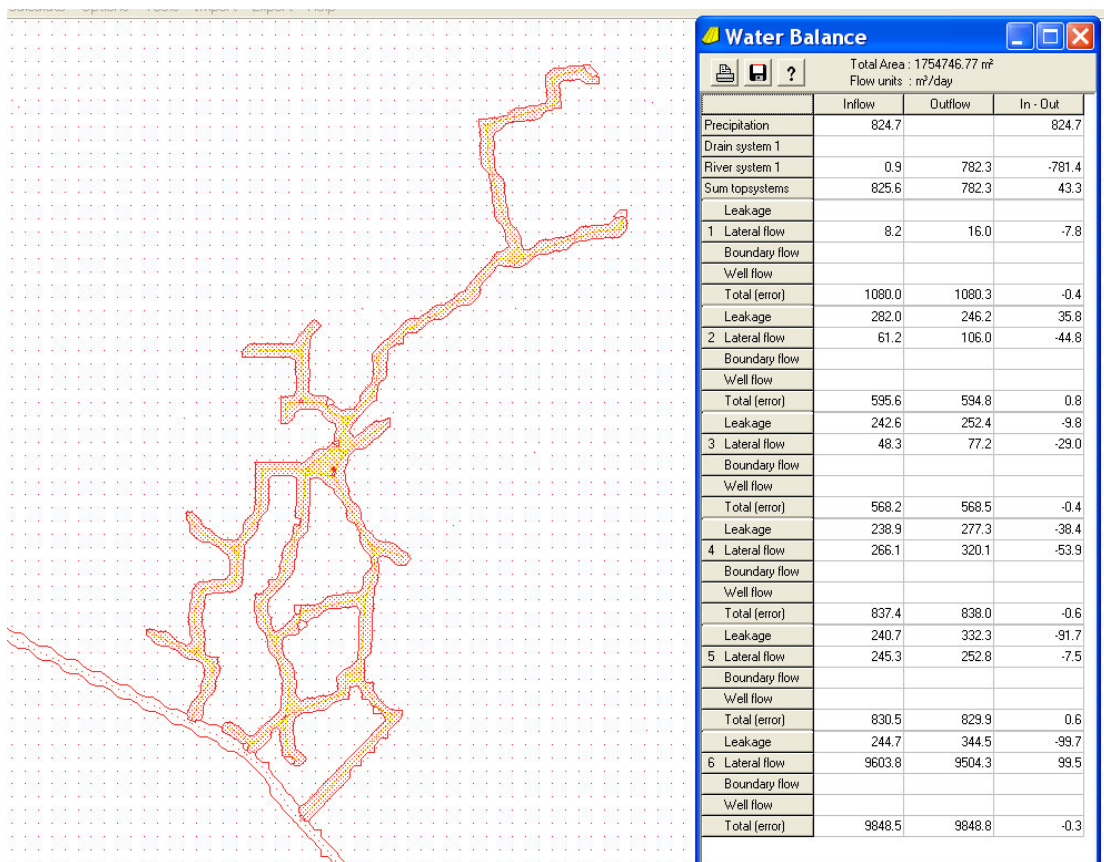 Calculate Options Tools Import Export Help
Water Balance
Total Area : 1754746.77 m²
Flow units : m³/day
Inflow Outflow In - Out
Precipitation 824.7 824.7
Drain system 1
River system 1 0.9 782.3 -781.4
Sum topsystems 825.6 782.3 43.3
Leakage
1 Lateral flow 8.2 16.0 -7.8
Boundary flow
Well flow
Total (error) 1080.0 1080.3 -0.4
Leakage 282.0 246.2 35.8
2 Lateral flow 61.2 106.0 -44.8
Boundary flow
Well flow
Total (error) 595.6 594.8 0.8
Leakage 242.6 252.4 -9.8
3 Lateral flow 48.3 77.2 -29.0
Boundary flow
Well flow
Total (error) 568.2 568.5 -0.4
Leakage 238.9 277.3 -38.4
4 Lateral flow 266.1 320.1 -53.9
Boundary flow
Well flow
Total (error) 837.4 838.0 -0.6
Leakage 240.7 332.3 -91.7
5 Lateral flow 245.3 252.8 -7.5
Boundary flow
Well flow
Total (error) 830.5 829.9 0.6
Leakage 244.7 344.5 -99.7
6 Lateral flow 9603.8 9504.3 99.5
Boundary flow
Well flow
Total (error) 9848.5 9848.8 -0.3